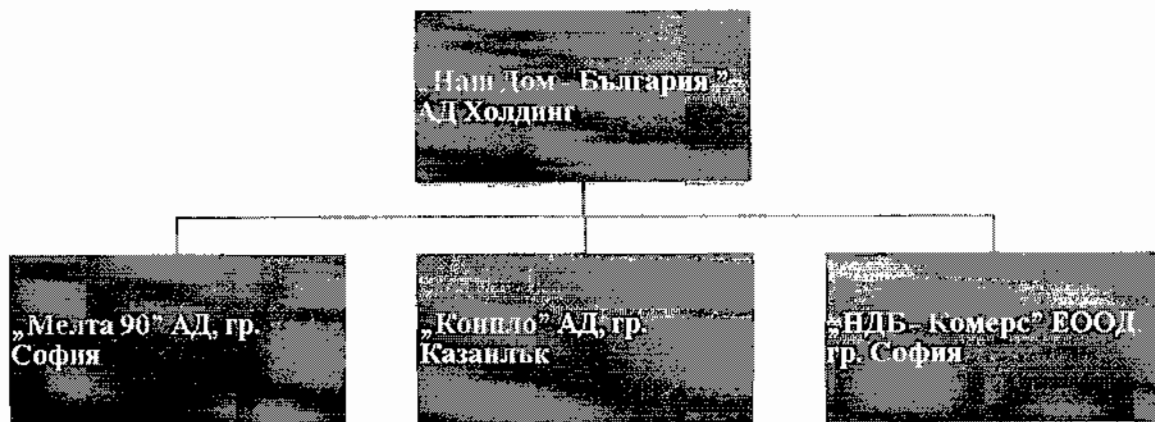 „Наш Дом - България”-
АД Холдинг
„Мелта 90” АД, гр.
София
„Конпло” АД, гр.
Казанлък
„НДБ - Комерс” ЕООД
гр. София